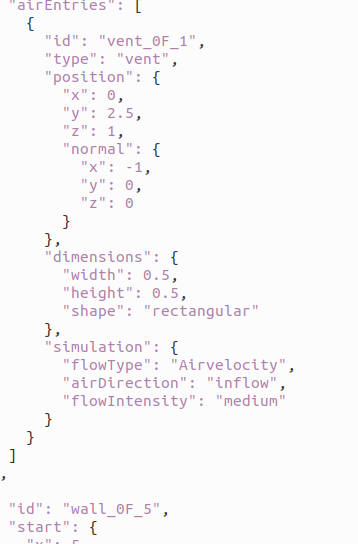 "airEntries": [
{
"id": "vent_0F_1",
"type": "vent",
"position": {
"x": 0,
"y": 2.5,
"z": 1,
"normal": {
"x": -1,
"y": 0,
"z": 0
}
},
"dimensions": {
"width": 0.5,
"height": 0.5,
"shape": "rectangular"
},
"simulation": {
"flowType": "Airvelocity",
"airDirection": "inflow",
"flowIntensity": "medium"
}
}
]
,
"id": "wall_0F_5",
"start": {
"x": 5